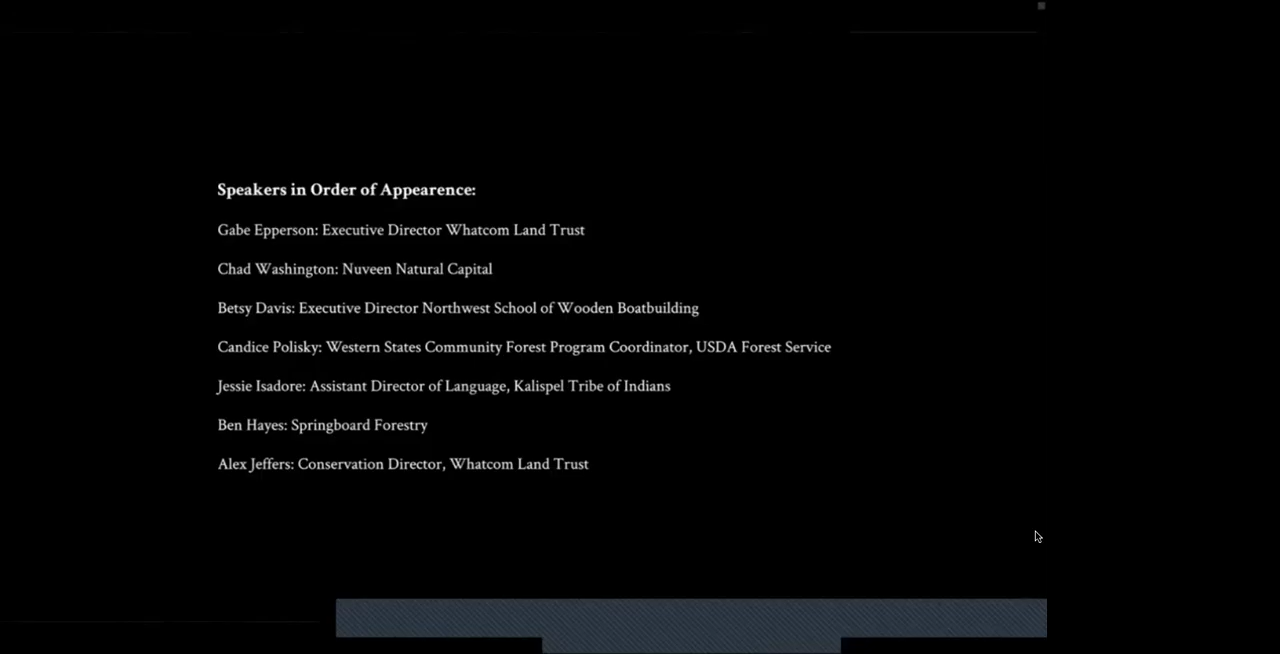 Speakers in Order of Appearence:
Gabe Epperson: Executive Director Whatcom Land Trust
Chad Washington: Nuveen Natural Capital
Betsy Davis: Executive Director Northwest School of Wooden Boatbuilding
Candice Polisky: Western States Community Forest Program Coordinator, USDA Forest Service
Jessie Isadore: Assistant Director of Language, Kalispel Tribe of Indians
Ben Hayes: Springboard Forestry
Alex Jeffers: Conservation Director, Whatcom Land Trust